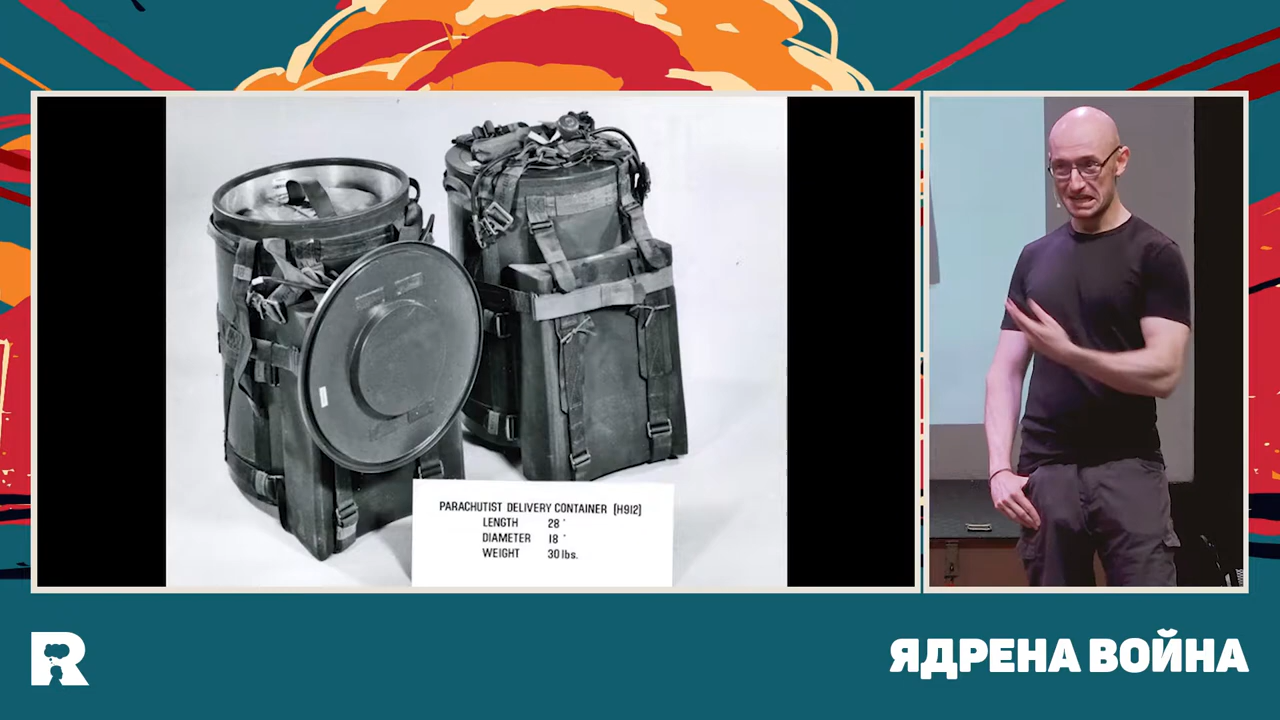 PARACHUTIST DELIVERY CONTAINER (H912)
LENGTH 28"
DIAMETER 18"
WEIGHT 30 lbs.
R
ЯДРЕНА ВОЙНА